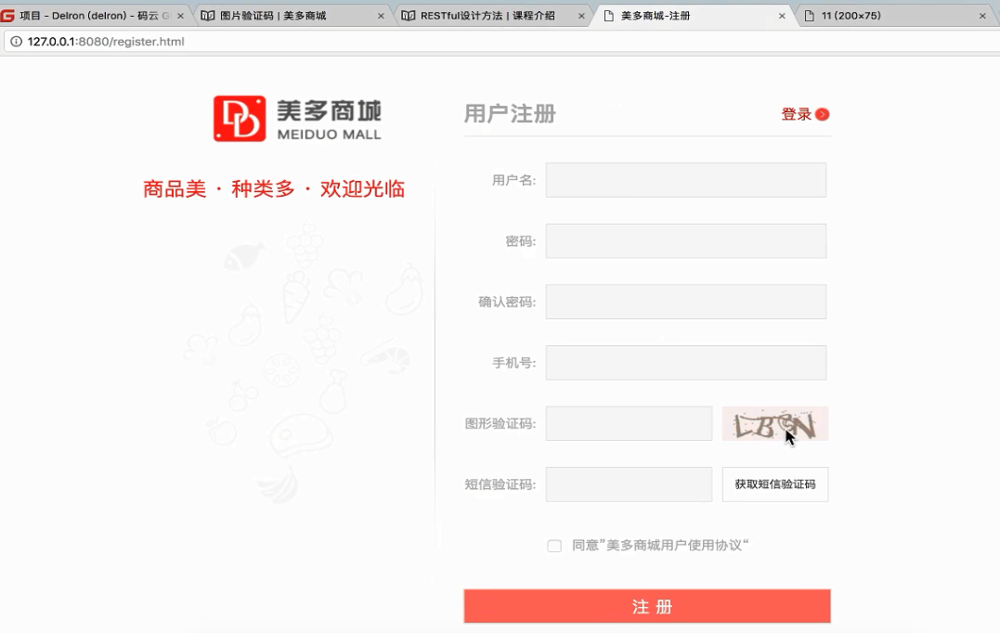 项目 - Delron (delron) - 码云 G
图片验证码 | 美多商城
RESTful设计方法 | 课程介绍
美多商城-注册
11 (200×75)
127.0.0.1:8080/register.html
美多商城
MEIDUO MALL
商品美 · 种类多 · 欢迎光临
用户注册
登录
用户名:
密码:
确认密码:
手机号:
图形验证码:
短信验证码:
获取短信验证码
同意”美多商城用户使用协议“
注 册